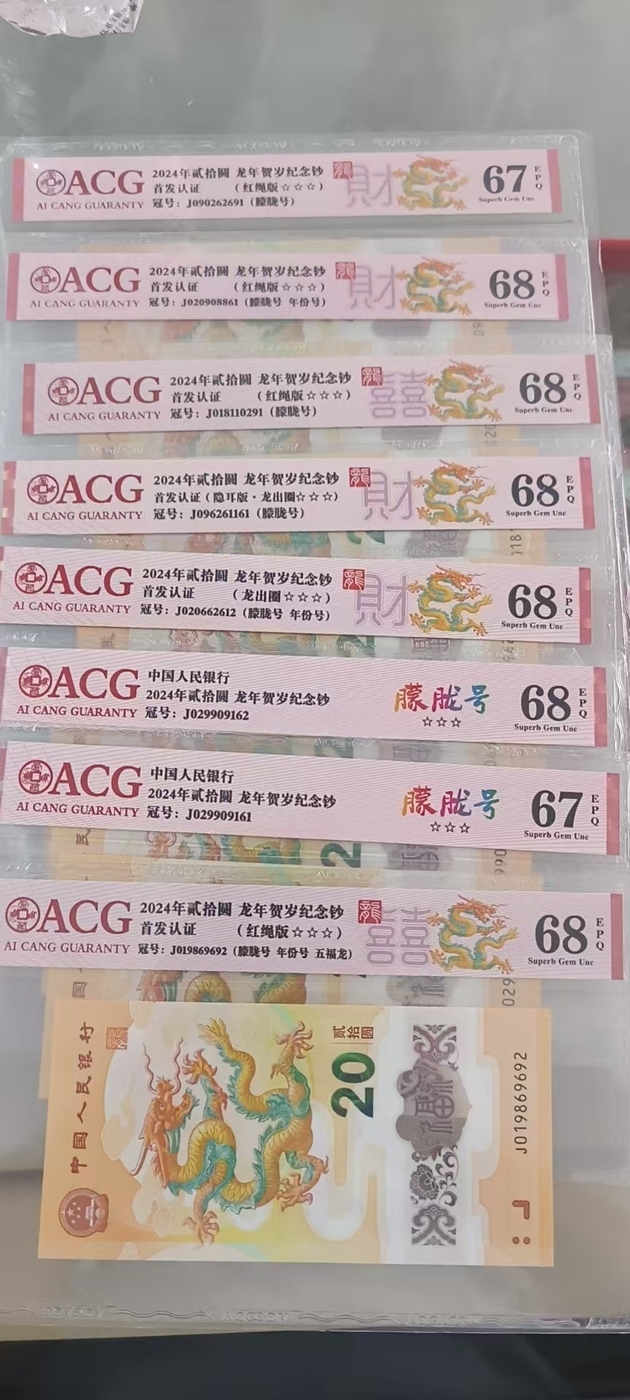 ACG
AI CANG GUARANTY
2024年贰拾圆 龙年贺岁纪念钞
首发认证 (红绳版☆☆☆)
冠号: J090262691 (朦胧号)
龍
財
67
EPQ
Superb Gem Unc
ACG
AI CANG GUARANTY
2024年贰拾圆 龙年贺岁纪念钞
首发认证 (红绳版☆☆☆)
冠号: J020908861 (朦胧号 年份号)
龍
財
68
EPQ
Superb Gem Unc
ACG
AI CANG GUARANTY
2024年贰拾圆 龙年贺岁纪念钞
首发认证 (红绳版☆☆☆)
冠号: J018110291 (朦胧号)
龍
囍
68
EPQ
Superb Gem Unc
ACG
AI CANG GUARANTY
2024年贰拾圆 龙年贺岁纪念钞
首发认证 (隐耳版·龙出圈☆☆☆)
冠号: J096261161 (朦胧号)
龍
財
68
EPQ
Superb Gem Unc
ACG
AI CANG GUARANTY
2024年贰拾圆 龙年贺岁纪念钞
首发认证 (龙出圈☆☆☆)
冠号: J020662612 (朦胧号 年份号)
龍
財
68
EPQ
Superb Gem Unc
ACG
AI CANG GUARANTY
中国人民银行
2024年贰拾圆 龙年贺岁纪念钞
冠号: J029909162
朦胧号
☆☆☆
68
EPQ
Superb Gem Unc
ACG
AI CANG GUARANTY
中国人民银行
2024年贰拾圆 龙年贺岁纪念钞
冠号: J029909161
朦胧号
☆☆☆
67
EPQ
Superb Gem Unc
ACG
AI CANG GUARANTY
2024年贰拾圆 龙年贺岁纪念钞
首发认证 (红绳版☆☆☆)
冠号: J019869692 (朦胧号 年份号 五福龙)
龍
囍
68
EPQ
Superb Gem Unc
中国人民银行
20
贰拾圆
福
J019869692